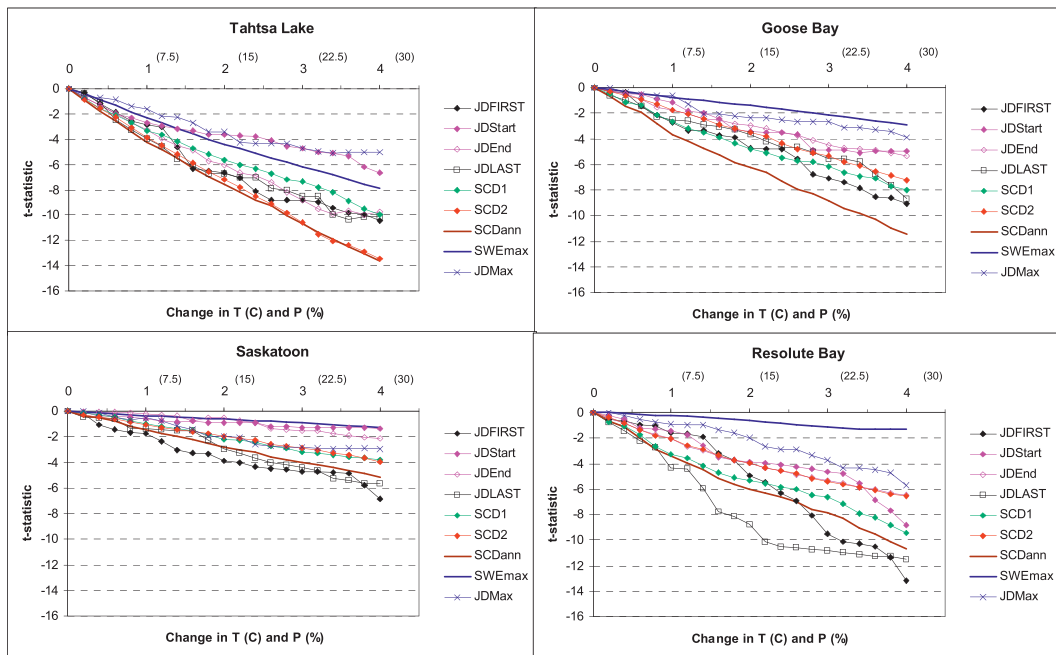 Tahtsa Lake
(7.5) (15) (22.5) (30)
0 1 2 3 4
0
-2
-4
-6
-8
-10
-12
-14
-16
t-statistic
Change in T (C) and P (%)
JDFIRST
JDStart
JDEnd
JDLAST
SCD1
SCD2
SCDann
SWEmax
JDMax
Goose Bay
(7.5) (15) (22.5) (30)
0 1 2 3 4
0
-2
-4
-6
-8
-10
-12
-14
-16
t-statistic
Change in T (C) and P (%)
JDFIRST
JDStart
JDEnd
JDLAST
SCD1
SCD2
SCDann
SWEmax
JDMax
Saskatoon
(7.5) (15) (22.5) (30)
0 1 2 3 4
0
-2
-4
-6
-8
-10
-12
-14
-16
t-statistic
Change in T (C) and P (%)
JDFIRST
JDStart
JDEnd
JDLAST
SCD1
SCD2
SCDann
SWEmax
JDMax
Resolute Bay
(7.5) (15) (22.5) (30)
0 1 2 3 4
0
-2
-4
-6
-8
-10
-12
-14
-16
t-statistic
Change in T (C) and P (%)
JDFIRST
JDStart
JDEnd
JDLAST
SCD1
SCD2
SCDann
SWEmax
JDMax